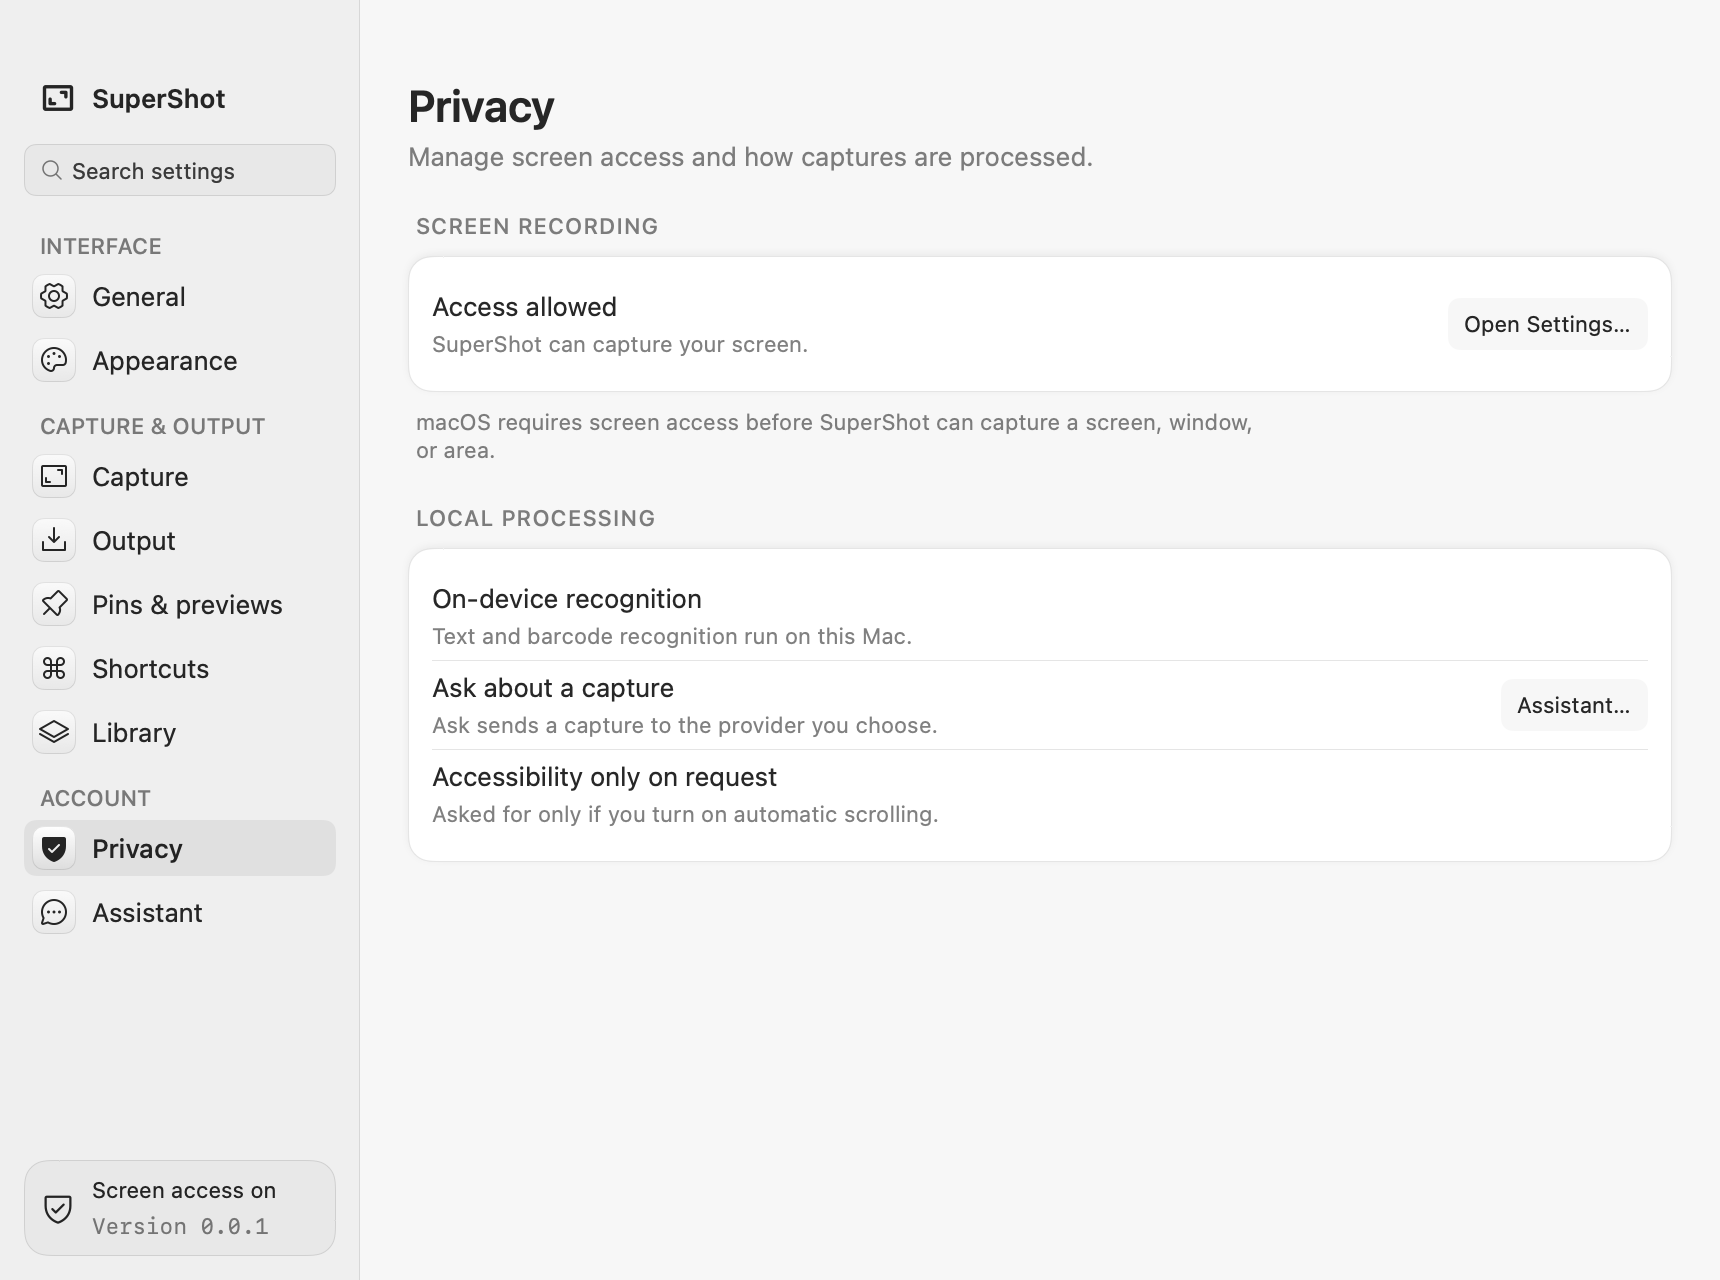 SuperShot
Search settings
INTERFACE
General
Appearance
CAPTURE & OUTPUT
Capture
Output
Pins & previews
Shortcuts
Library
ACCOUNT
Privacy
Assistant
Screen access on
Version 0.0.1
Privacy
Manage screen access and how captures are processed.
SCREEN RECORDING
Access allowed
SuperShot can capture your screen.
Open Settings...
macOS requires screen access before SuperShot can capture a screen, window,
or area.
LOCAL PROCESSING
On-device recognition
Text and barcode recognition run on this Mac.
Ask about a capture
Ask sends a capture to the provider you choose.
Assistant...
Accessibility only on request
Asked for only if you turn on automatic scrolling.